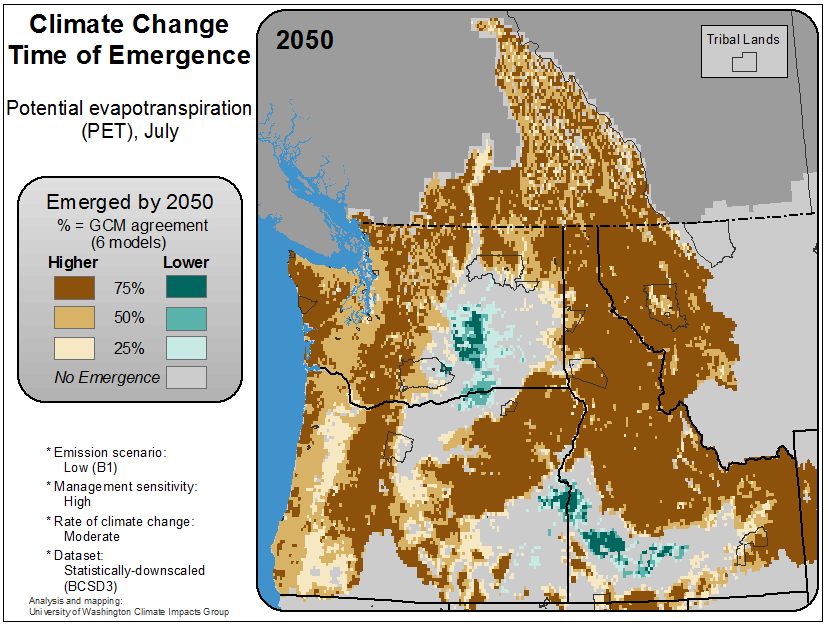 Climate Change
Time of Emergence
Potential evapotranspiration
(PET), July
Emerged by 2050
% = GCM agreement
(6 models)
Higher Lower
75%
50%
25%
No Emergence
* Emission scenario:
Low (B1)
* Management sensitivity:
High
* Rate of climate change:
Moderate
* Dataset:
Statistically-downscaled
(BCSD3)
Analysis and mapping:
University of Washington Climate Impacts Group
2050
Tribal Lands